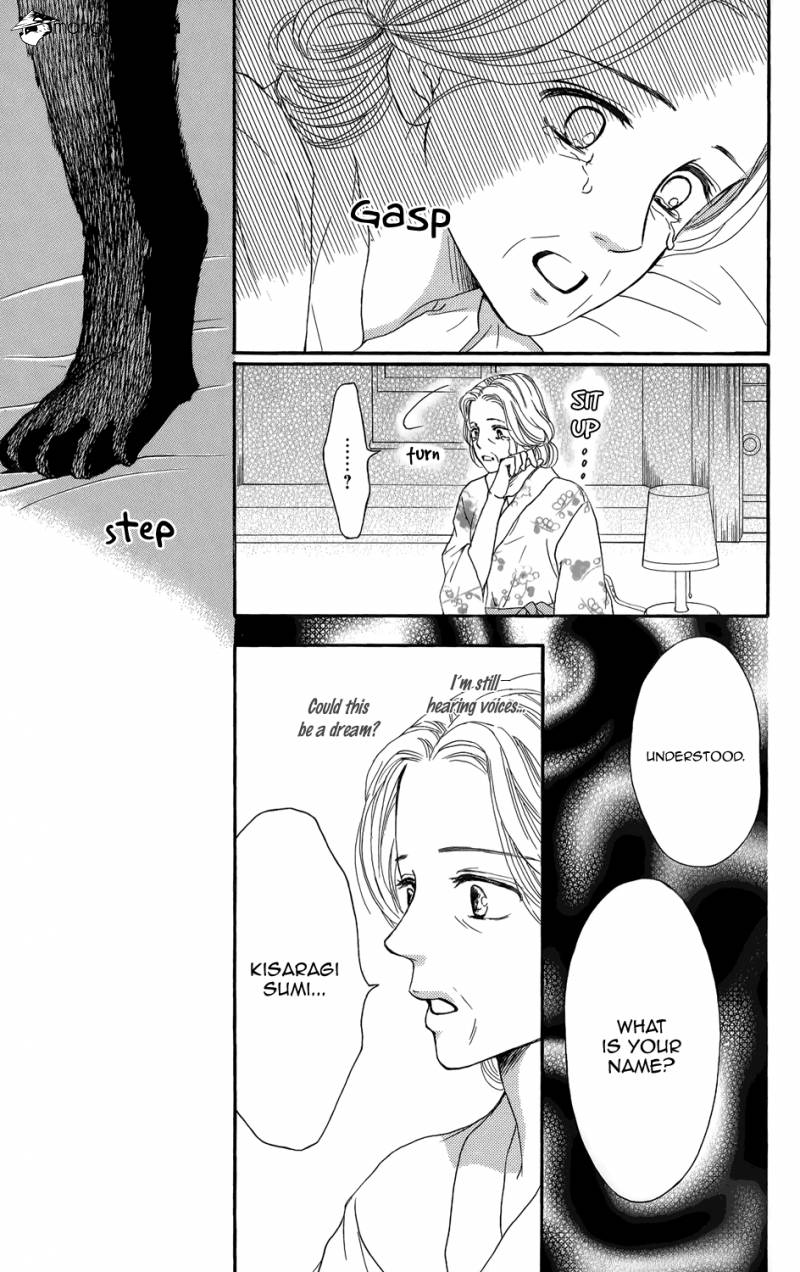 GASP
step
SIT
UP....
turn
......?
UNDERSTOOD.
WHAT
IS YOUR
NAME?
I'm still
hearing voices...
Could this
be a dream?
KISARAGI
SUMI...